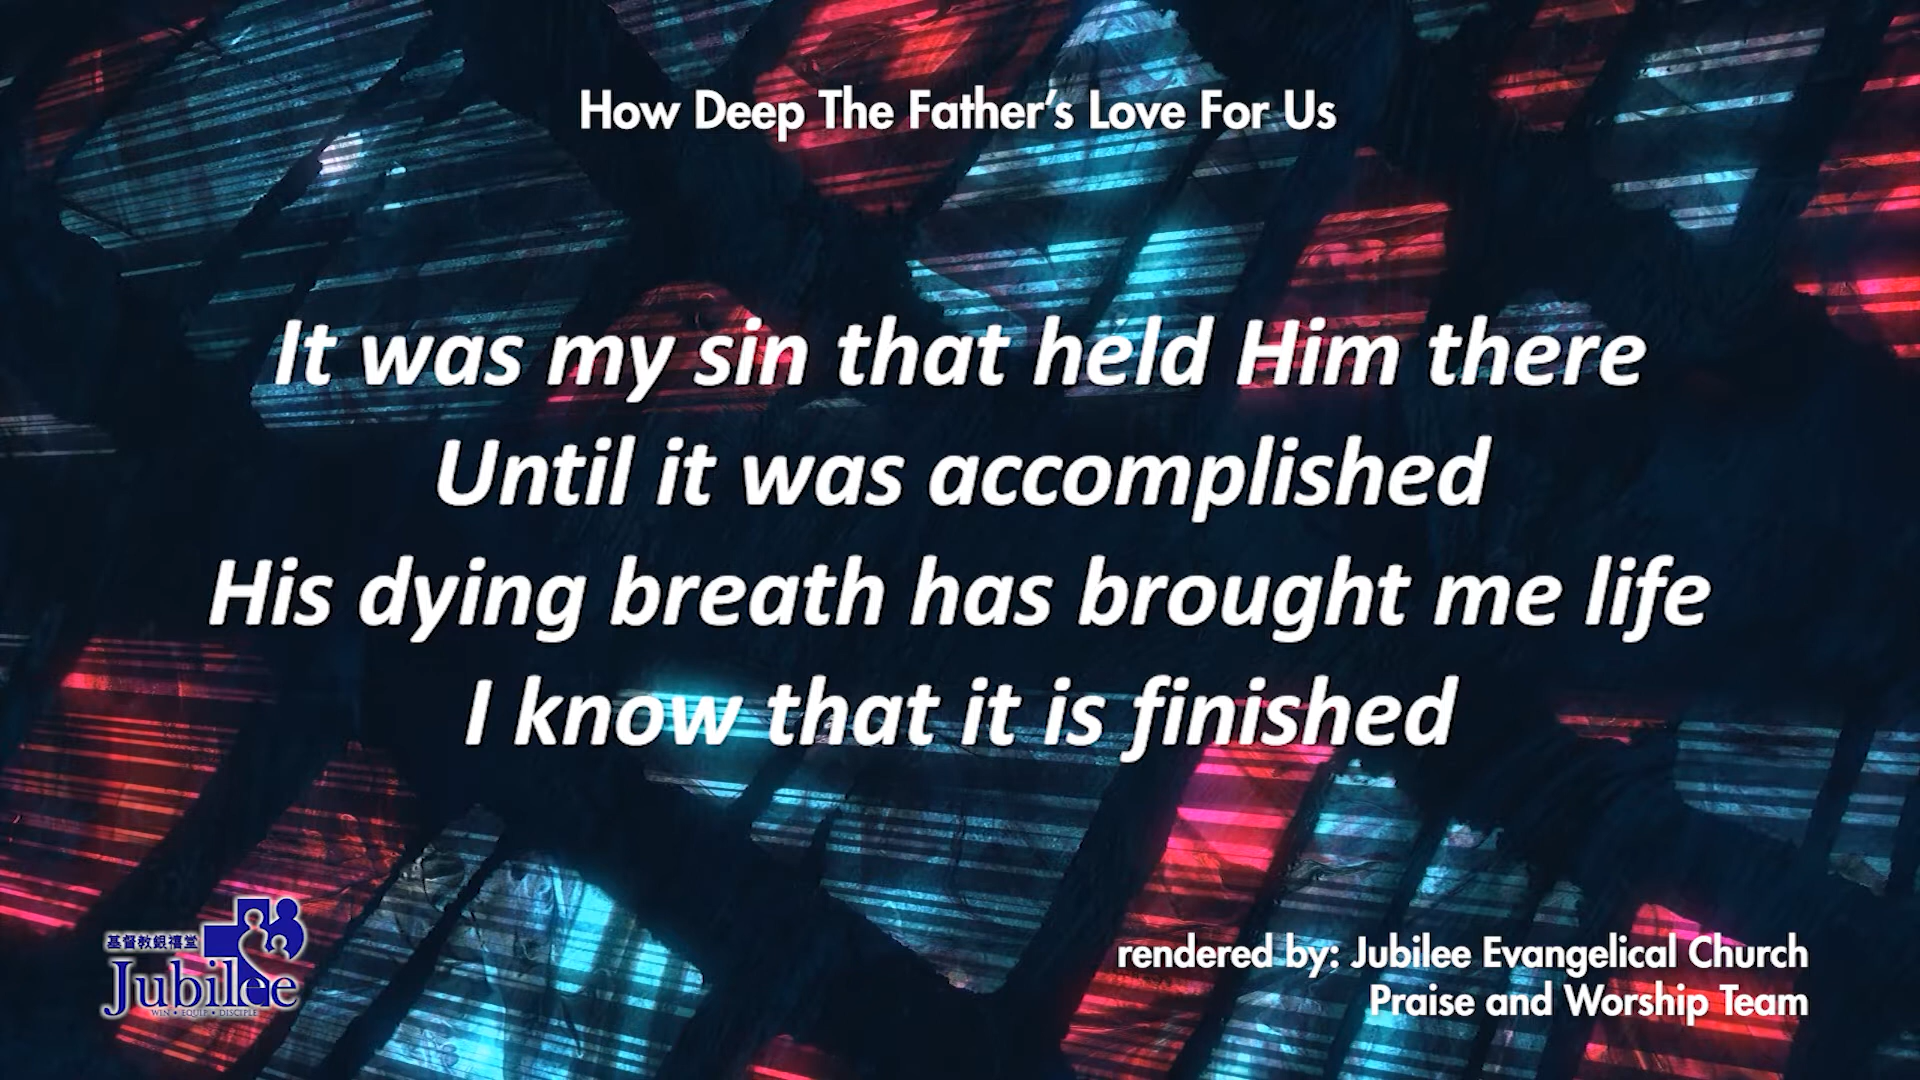 How Deep The Father's Love For Us
It was my sin that held Him there
Until it was accomplished
His dying breath has brought me life
I know that it is finished
基督教銀禧堂
Jubilee
WIN • EQUIP • DISCIPLE
rendered by: Jubilee Evangelical Church
Praise and Worship Team